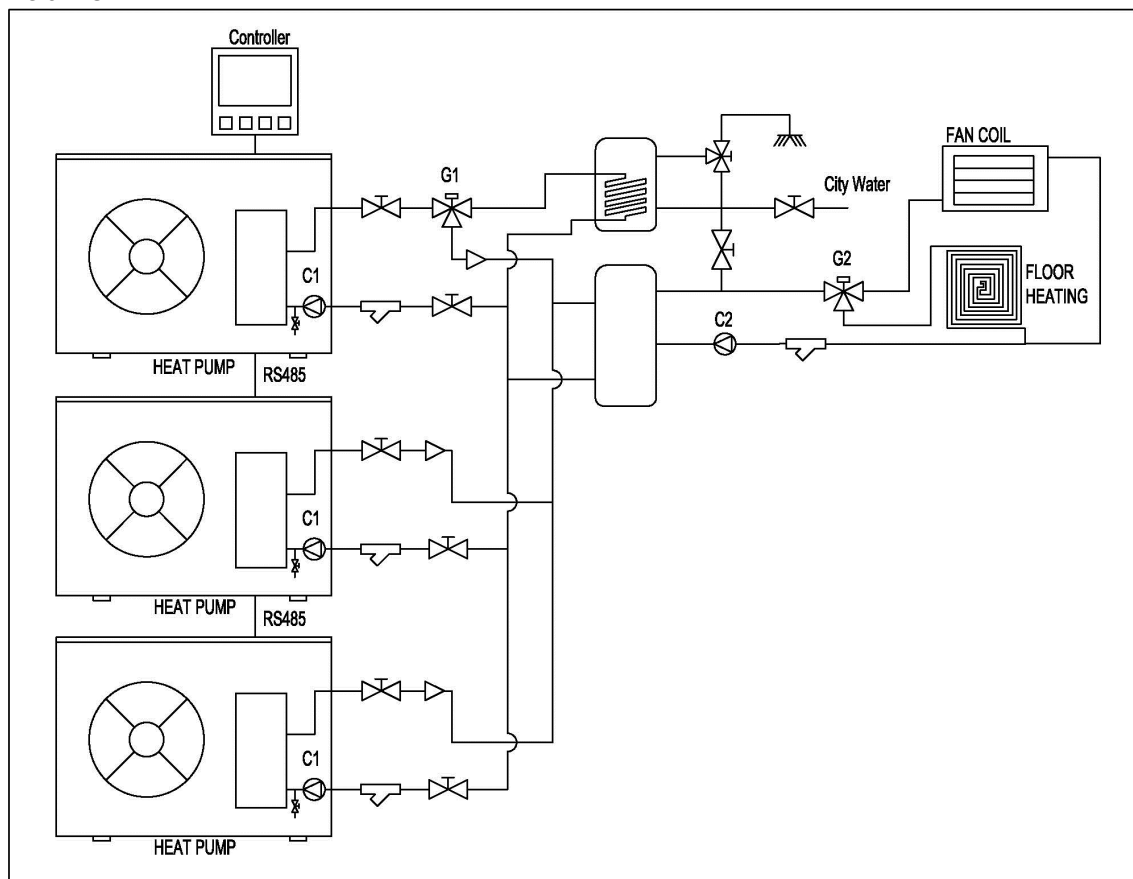 Controller
G1
FAN COIL
City Water
C1
G2
FLOOR
HEATING
C2
HEAT PUMP
RS485
C1
HEAT PUMP
RS485
C1
HEAT PUMP